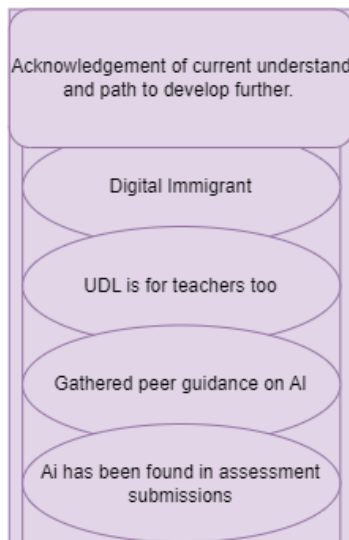 Acknowledgement of current understand
and path to develop further.
Digital Immigrant
UDL is for teachers too
Gathered peer guidance on AI
Ai has been found in assessment
submissions